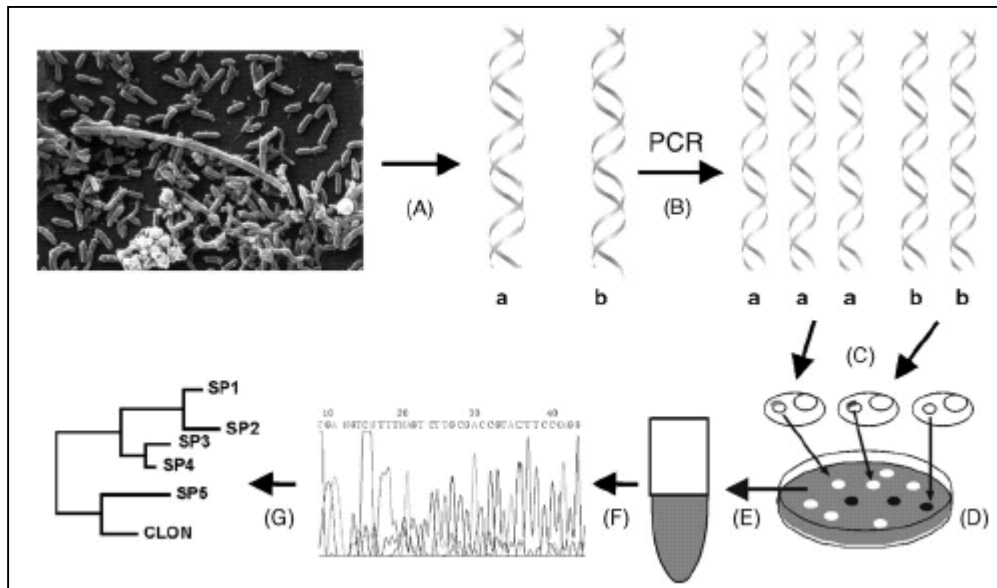 PCR
(A)
(B)
a b
a a a b b
(C)
SP1
SP2
SP3
SP4
SP5
CLON
10 20 30 40
(G)
(F)
(E)
(D)